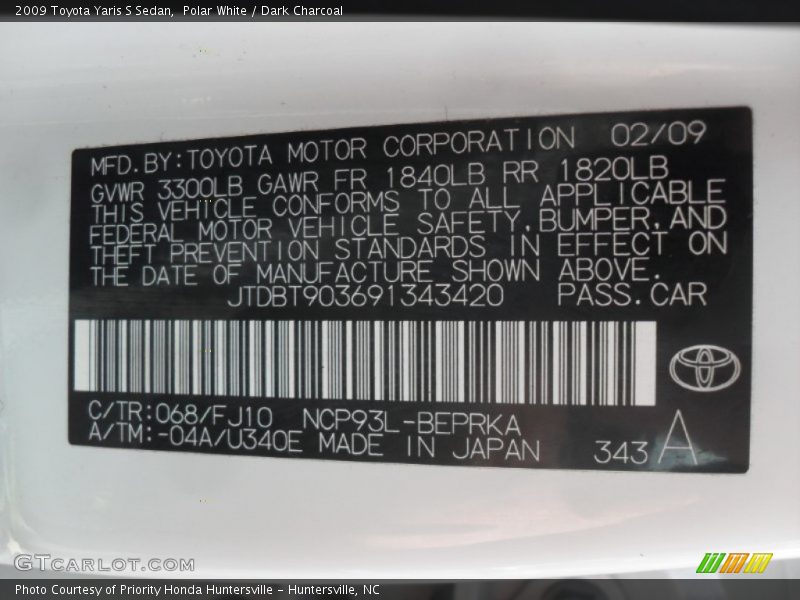 2009 Toyota Yaris S Sedan, Polar White / Dark Charcoal
MFD.BY:TOYOTA MOTOR CORPORATION 02/09
GVWR 3300LB GAWR FR 1840LB RR 1820LB
THIS VEHICLE CONFORMS TO ALL APPLICABLE
FEDERAL MOTOR VEHICLE SAFETY,BUMPER,AND
THEFT PREVENTION STANDARDS IN EFFECT ON
THE DATE OF MANUFACTURE SHOWN ABOVE.
JTDBT903691343420 PASS.CAR
C/TR:068/FJ10 NCP93L-BEPRKA
A/TM:-04A/U340E MADE IN JAPAN 343 A
GTCARLOT.COM
Photo Courtesy of Priority Honda Huntersville - Huntersville, NC